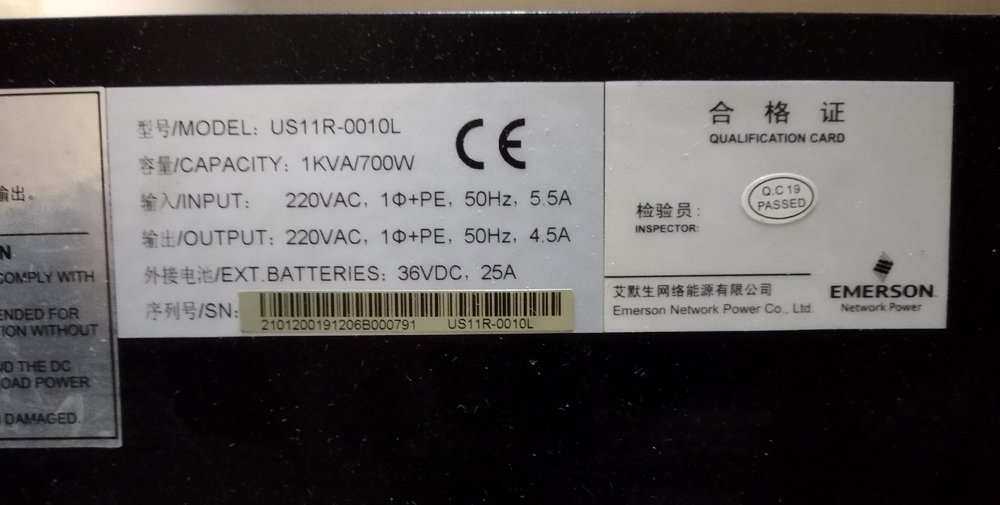 输出。
N
COMPLY WITH
ENDED FOR
TION WITHOUT
ND THE DC
OAD POWER
DAMAGED
型号/MODEL: US11R-0010L
容量/CAPACITY: 1KVA/700W
输入/INPUT: 220VAC, 1Φ+PE, 50Hz, 5.5A
输出/OUTPUT: 220VAC, 1Φ+PE, 50Hz, 4.5A
外接电池/EXT.BATTERIES: 36VDC, 25A
序列号/SN:
2101200191206B000791 US11R-0010L
CE
合格证
QUALIFICATION CARD
Q.C 19
PASSED
检验员:
INSPECTOR:
艾默生网络能源有限公司
Emerson Network Power Co., Ltd.
EMERSON
Network Power